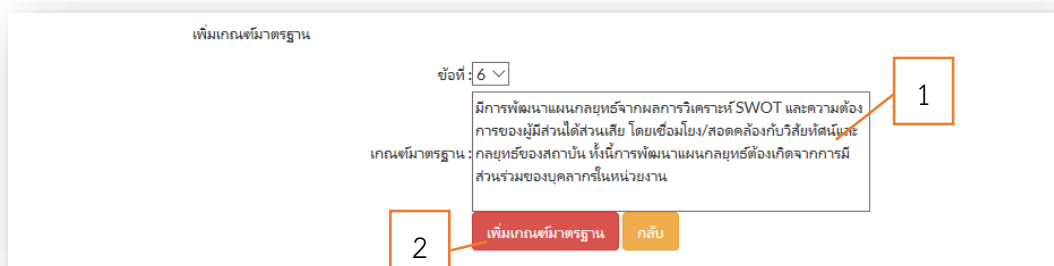 เพิ่มเกณฑ์มาตรฐาน
ข้อที่ : 6
1
มีการพัฒนาแผนกลยุทธ์จากผลการวิเคราะห์ SWOT และความต้อง
การของผู้มีส่วนได้ส่วนเสีย โดยเชื่อมโยง/สอดคล้องกับวิสัยทัศน์และ
เกณฑ์มาตรฐาน : กลยุทธ์ของสถาบัน ทั้งนี้การพัฒนาแผนกลยุทธ์ต้องเกิดจากการมี
ส่วนร่วมของบุคลากรในหน่วยงาน
2
เพิ่มเกณฑ์มาตรฐาน กลับ